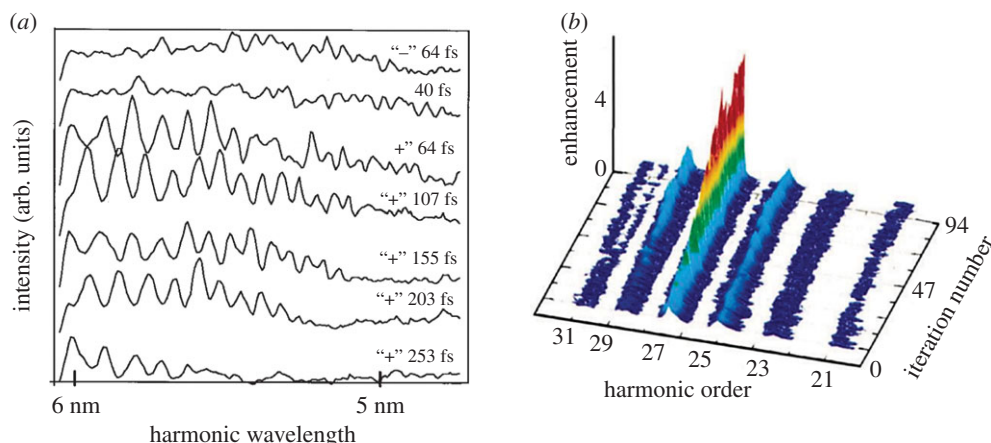 (a)
"–" 64 fs
40 fs
+" 64 fs
"+" 107 fs
"+" 155 fs
"+" 203 fs
"+" 253 fs
intensity (arb. units)
6 nm
5 nm
harmonic wavelength
(b)
enhancement
4
0
94
47
0
iteration number
31
29
27
25
23
21
harmonic order